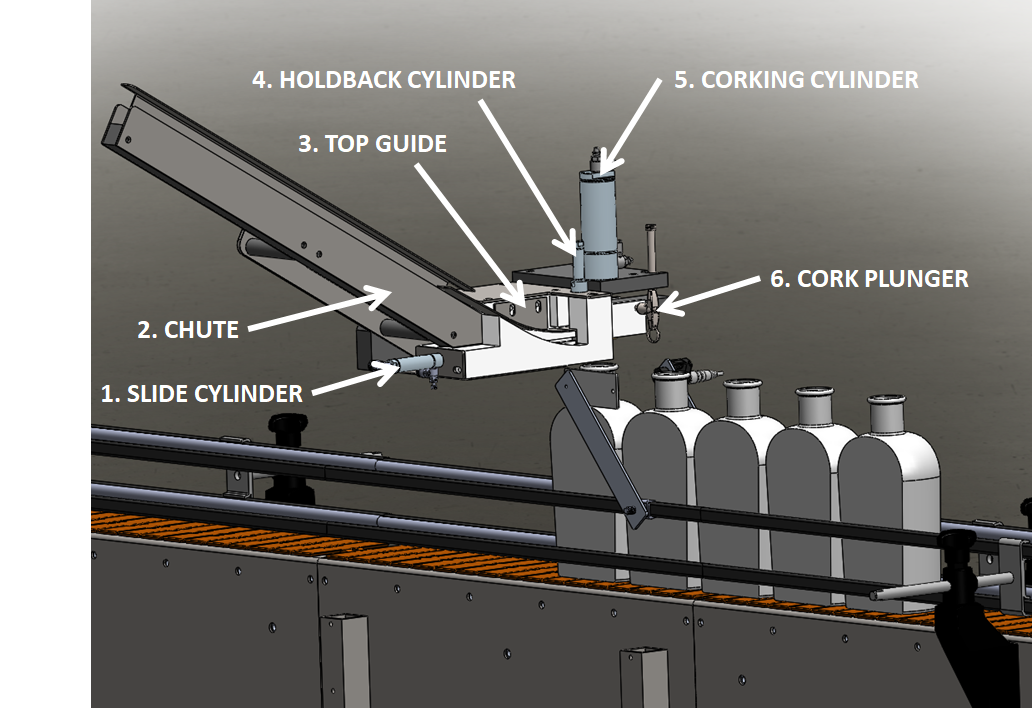 4. HOLDBACK CYLINDER
5. CORKING CYLINDER
3. TOP GUIDE
6. CORK PLUNGER
2. CHUTE
1. SLIDE CYLINDER